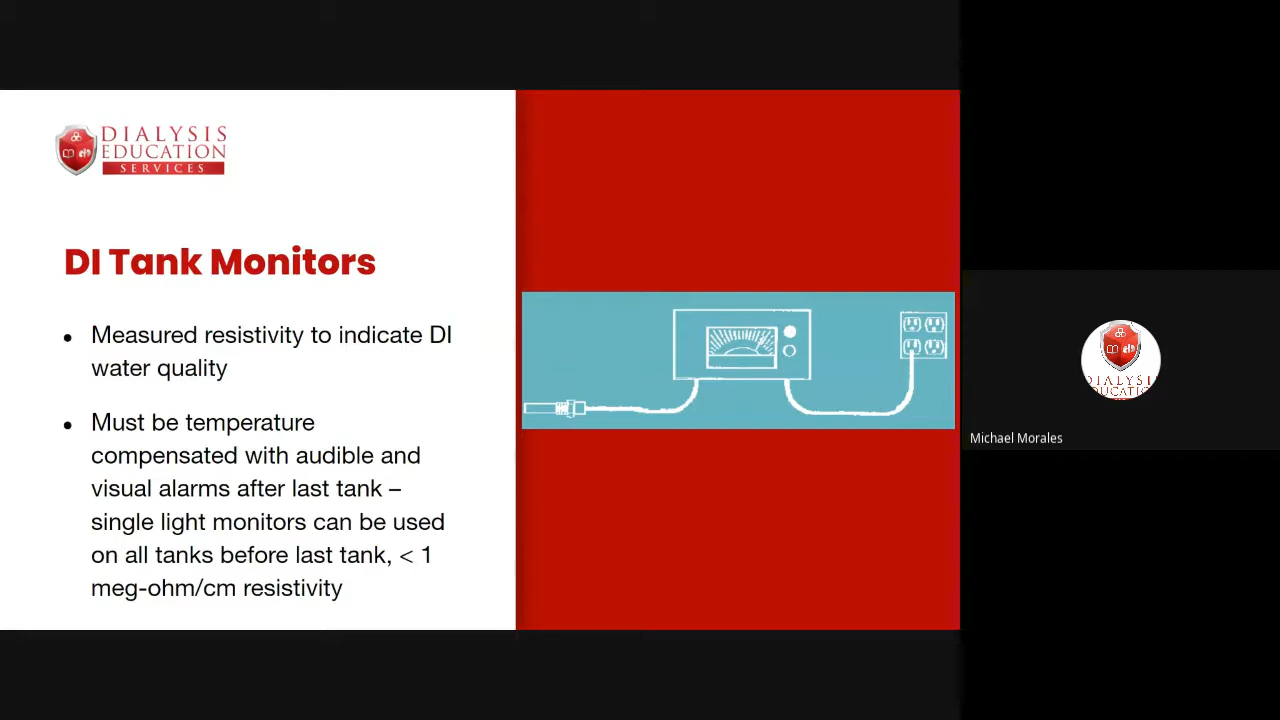 DIALYSIS
EDUCATION
SERVICES
DI Tank Monitors
• Measured resistivity to indicate DI
water quality
• Must be temperature
compensated with audible and
visual alarms after last tank –
single light monitors can be used
on all tanks before last tank, < 1
meg-ohm/cm resistivity
DIALYSIS
EDUCATION
Michael Morales